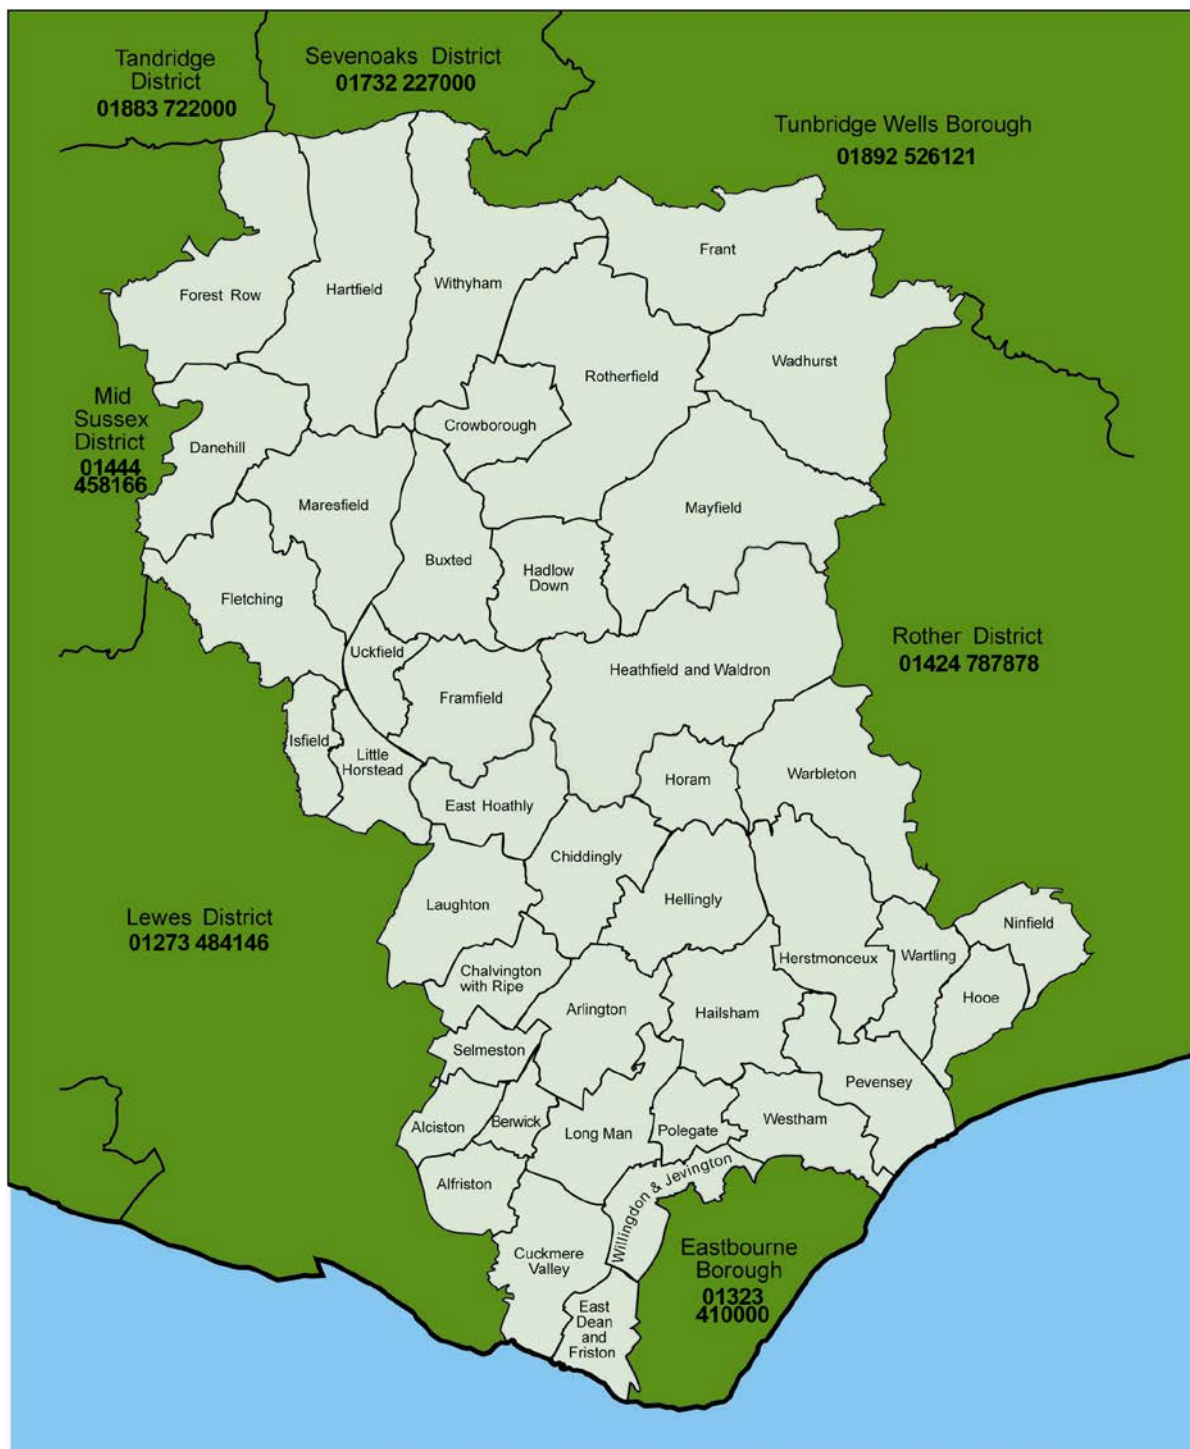 Tandridge
District
01883 722000
Sevenoaks District
01732 227000
Tunbridge Wells Borough
01892 526121
Frant
Forest Row
Hartfield
Withyham
Wadhurst
Rotherfield
Mid
Sussex
District
01444
458166
Danehill
Crowborough
Maresfield
Mayfield
Buxted
Hadlow
Down
Fletching
Rother District
01424 787878
Uckfield
Heathfield and Waldron
Framfield
Isfield
Little
Horstead
Horam
Warbleton
East Hoathly
Chiddingly
Laughton
Hellingly
Lewes District
01273 484146
Ninfield
Herstmonceux
Wartling
Chalvington
with Ripe
Hooe
Arlington
Hailsham
Selmeston
Pevensey
Alciston
Berwick
Long Man
Polegate
Westham
Willingdon & Jevington
Alfriston
Cuckmere
Valley
Eastbourne
Borough
01323
410000
East
Dean
and
Friston